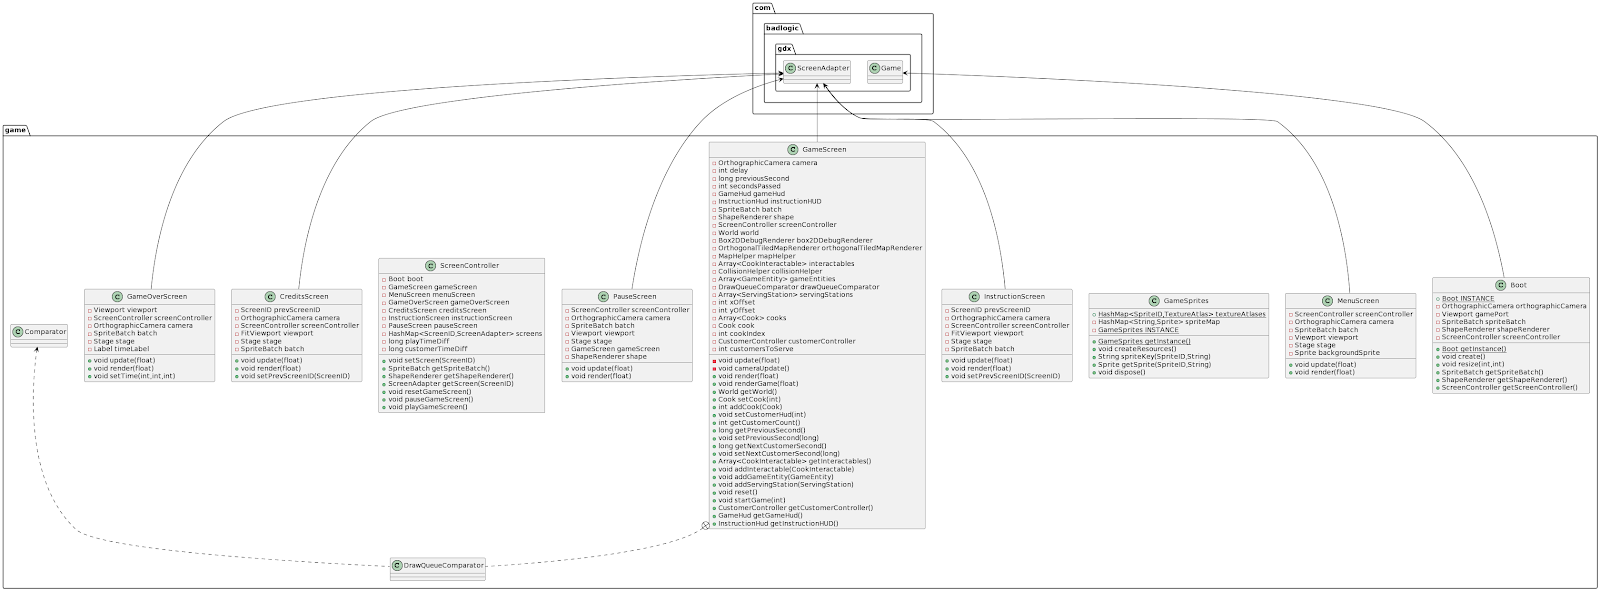 com
badlogic
gdx
C ScreenAdapter
C Game
game
C GameScreen
OrthographicCamera camera
int delay
long previousSecond
int secondsPassed
GameHud gameHud
InstructionHud instructionHUD
SpriteBatch batch
ShapeRenderer shape
ScreenController screenController
World world
Box2DDebugRenderer box2DDebugRenderer
OrthogonalTiledMapRenderer orthogonalTiledMapRenderer
MapHelper mapHelper
Array<CookInteractable> interactables
CollisionHelper collisionHelper
Array<GameEntity> gameEntities
DrawQueueComparator drawQueueComparator
Array<ServingStation> servingStations
int xOffset
int yOffset
Array<Cook> cooks
Cook cook
int cookIndex
CustomerController customerController
int customersToServe
void update(float)
void cameraUpdate()
void render(float)
void renderGame(float)
World getWorld()
Cook setCook(int)
int addCook(Cook)
void setCustomerHud(int)
int getCustomerCount()
long getPreviousSecond()
void setPreviousSecond(long)
long getNextCustomerSecond()
void setNextCustomerSecond(long)
Array<CookInteractable> getInteractables()
void addInteractable(CookInteractable)
void addGameEntity(GameEntity)
void addServingStation(ServingStation)
void reset()
void startGame(int)
CustomerController getCustomerController()
GameHud getGameHud()
InstructionHud getInstructionHUD()
C Comparator
C GameOverScreen
Viewport viewport
ScreenController screenController
OrthographicCamera camera
SpriteBatch batch
Stage stage
Label timeLabel
void update(float)
void render(float)
void setTime(int,int,int)
C CreditsScreen
ScreenID prevScreenID
OrthographicCamera camera
ScreenController screenController
FitViewport viewport
Stage stage
SpriteBatch batch
void update(float)
void render(float)
void setPrevScreenID(ScreenID)
C ScreenController
Boot boot
GameScreen gameScreen
MenuScreen menuScreen
GameOverScreen gameOverScreen
CreditsScreen creditsScreen
InstructionScreen instructionScreen
PauseScreen pauseScreen
HashMap<ScreenID,ScreenAdapter> screens
long playTimeDiff
long customerTimeDiff
void setScreen(ScreenID)
SpriteBatch getSpriteBatch()
ShapeRenderer getShapeRenderer()
ScreenAdapter getScreen(ScreenID)
void resetGameScreen()
void pauseGameScreen()
void playGameScreen()
C PauseScreen
ScreenController screenController
OrthographicCamera camera
SpriteBatch batch
Viewport viewport
Stage stage
GameScreen gameScreen
ShapeRenderer shape
void update(float)
void render(float)
C InstructionScreen
ScreenID prevScreenID
OrthographicCamera camera
ScreenController screenController
FitViewport viewport
Stage stage
SpriteBatch batch
void update(float)
void render(float)
void setPrevScreenID(ScreenID)
C GameSprites
HashMap<SpriteID,TextureAtlas> textureAtlases
HashMap<String,Sprite> spriteMap
GameSprites INSTANCE
GameSprites getInstance()
void createResources()
String spriteKey(SpriteID,String)
Sprite getSprite(SpriteID,String)
void dispose()
C MenuScreen
ScreenController screenController
OrthographicCamera camera
SpriteBatch batch
Viewport viewport
Stage stage
Sprite backgroundSprite
void update(float)
void render(float)
C Boot
Boot INSTANCE
OrthographicCamera orthographicCamera
Viewport gamePort
SpriteBatch spriteBatch
ShapeRenderer shapeRenderer
ScreenController screenController
Boot getInstance()
void create()
void resize(int,int)
SpriteBatch getSpriteBatch()
ShapeRenderer getShapeRenderer()
ScreenController getScreenController()
C DrawQueueComparator